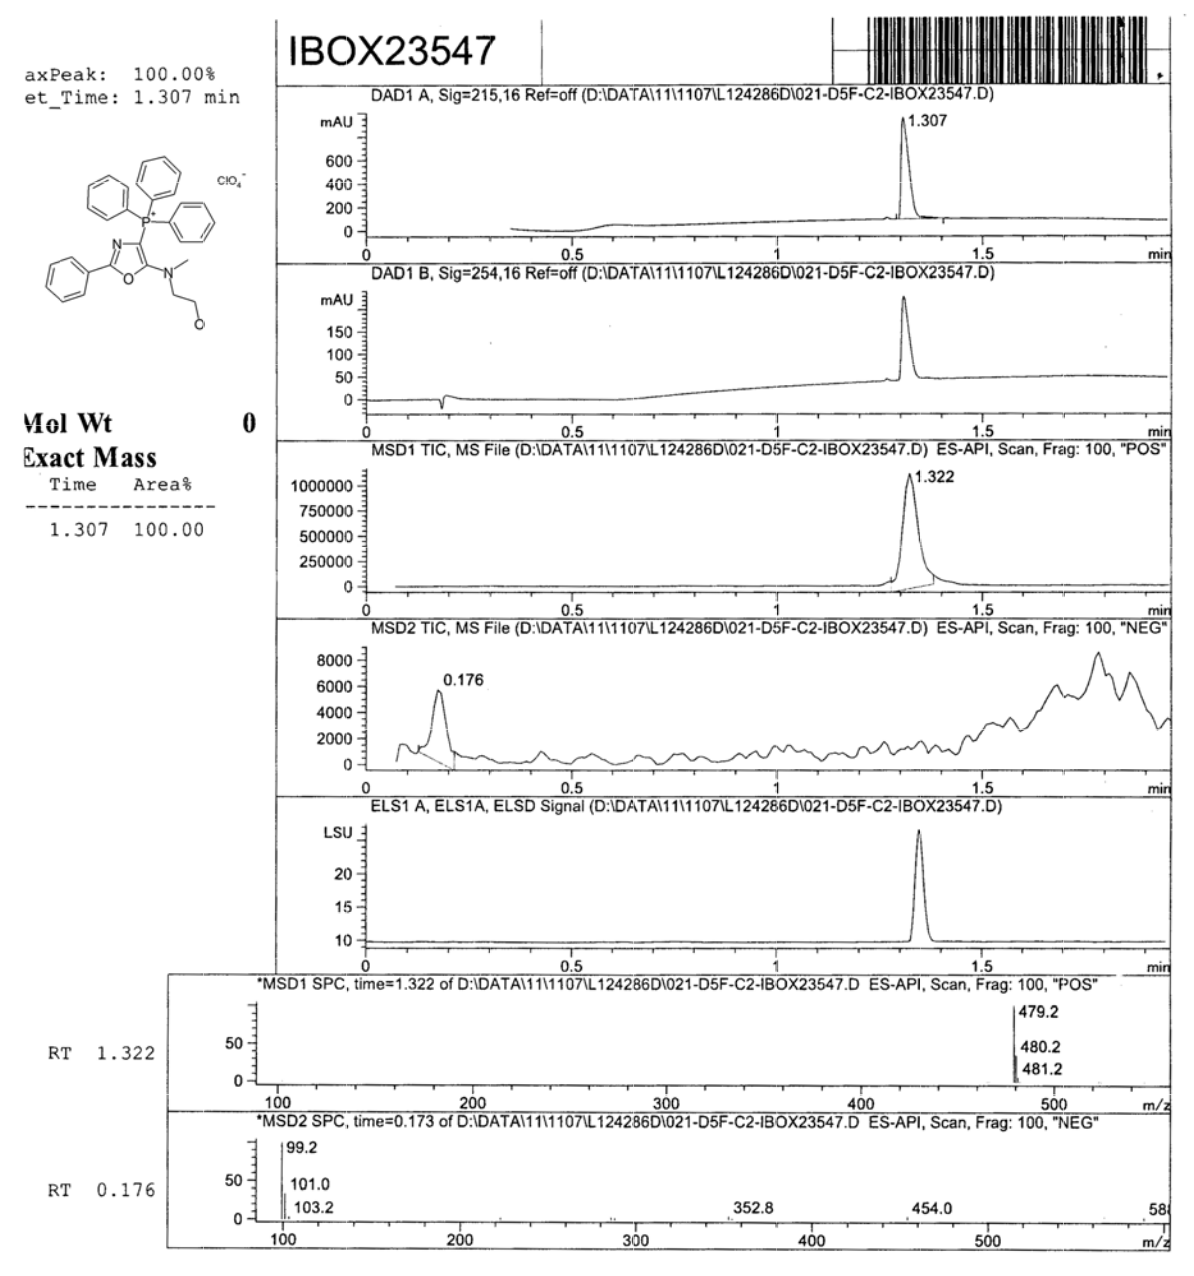 IBOX23547
axPeak: 100.00%
et_Time: 1.307 min
ClO4-
P+
N
O
N
O
Mol Wt 0
Exact Mass
Time Area%
-----------------
1.307 100.00
DAD1 A, Sig=215,16 Ref=off (D:\DATA\11\1107\L124286D\021-D5F-C2-IBOX23547.D)
mAU
1.307
600
400
200
0
0 0.5 1 1.5 min
DAD1 B, Sig=254,16 Ref=off (D:\DATA\11\1107\L124286D\021-D5F-C2-IBOX23547.D)
mAU
150
100
50
0
0 0.5 1 1.5 min
MSD1 TIC, MS File (D:\DATA\11\1107\L124286D\021-D5F-C2-IBOX23547.D) ES-API, Scan, Frag: 100, "POS"
1.322
1000000
750000
500000
250000
0
0 0.5 1 1.5 min
MSD2 TIC, MS File (D:\DATA\11\1107\L124286D\021-D5F-C2-IBOX23547.D) ES-API, Scan, Frag: 100, "NEG"
8000
0.176
6000
4000
2000
0
0 0.5 1 1.5 min
ELS1 A, ELS1A, ELSD Signal (D:\DATA\11\1107\L124286D\021-D5F-C2-IBOX23547.D)
LSU
20
15
10
0 0.5 1 1.5 min
*MSD1 SPC, time=1.322 of D:\DATA\11\1107\L124286D\021-D5F-C2-IBOX23547.D ES-API, Scan, Frag: 100, "POS"
479.2
480.2
RT 1.322 50
481.2
0
100 200 300 400 500 m/z
*MSD2 SPC, time=0.173 of D:\DATA\11\1107\L124286D\021-D5F-C2-IBOX23547.D ES-API, Scan, Frag: 100, "NEG"
99.2
101.0
RT 0.176 50
103.2 352.8 454.0 588
0
100 200 300 400 500 m/z